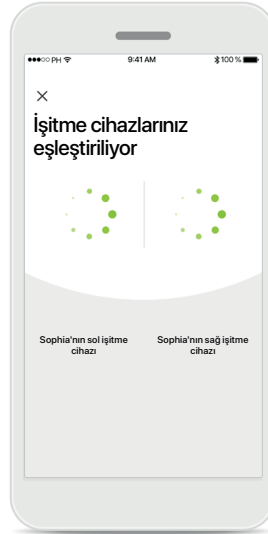 PH 9:41 AM 100 %
İşitme cihazlarınız
eşleştiriliyor
Sophia'nın sol işitme
cihazı
Sophia'nın sağ işitme
cihazı